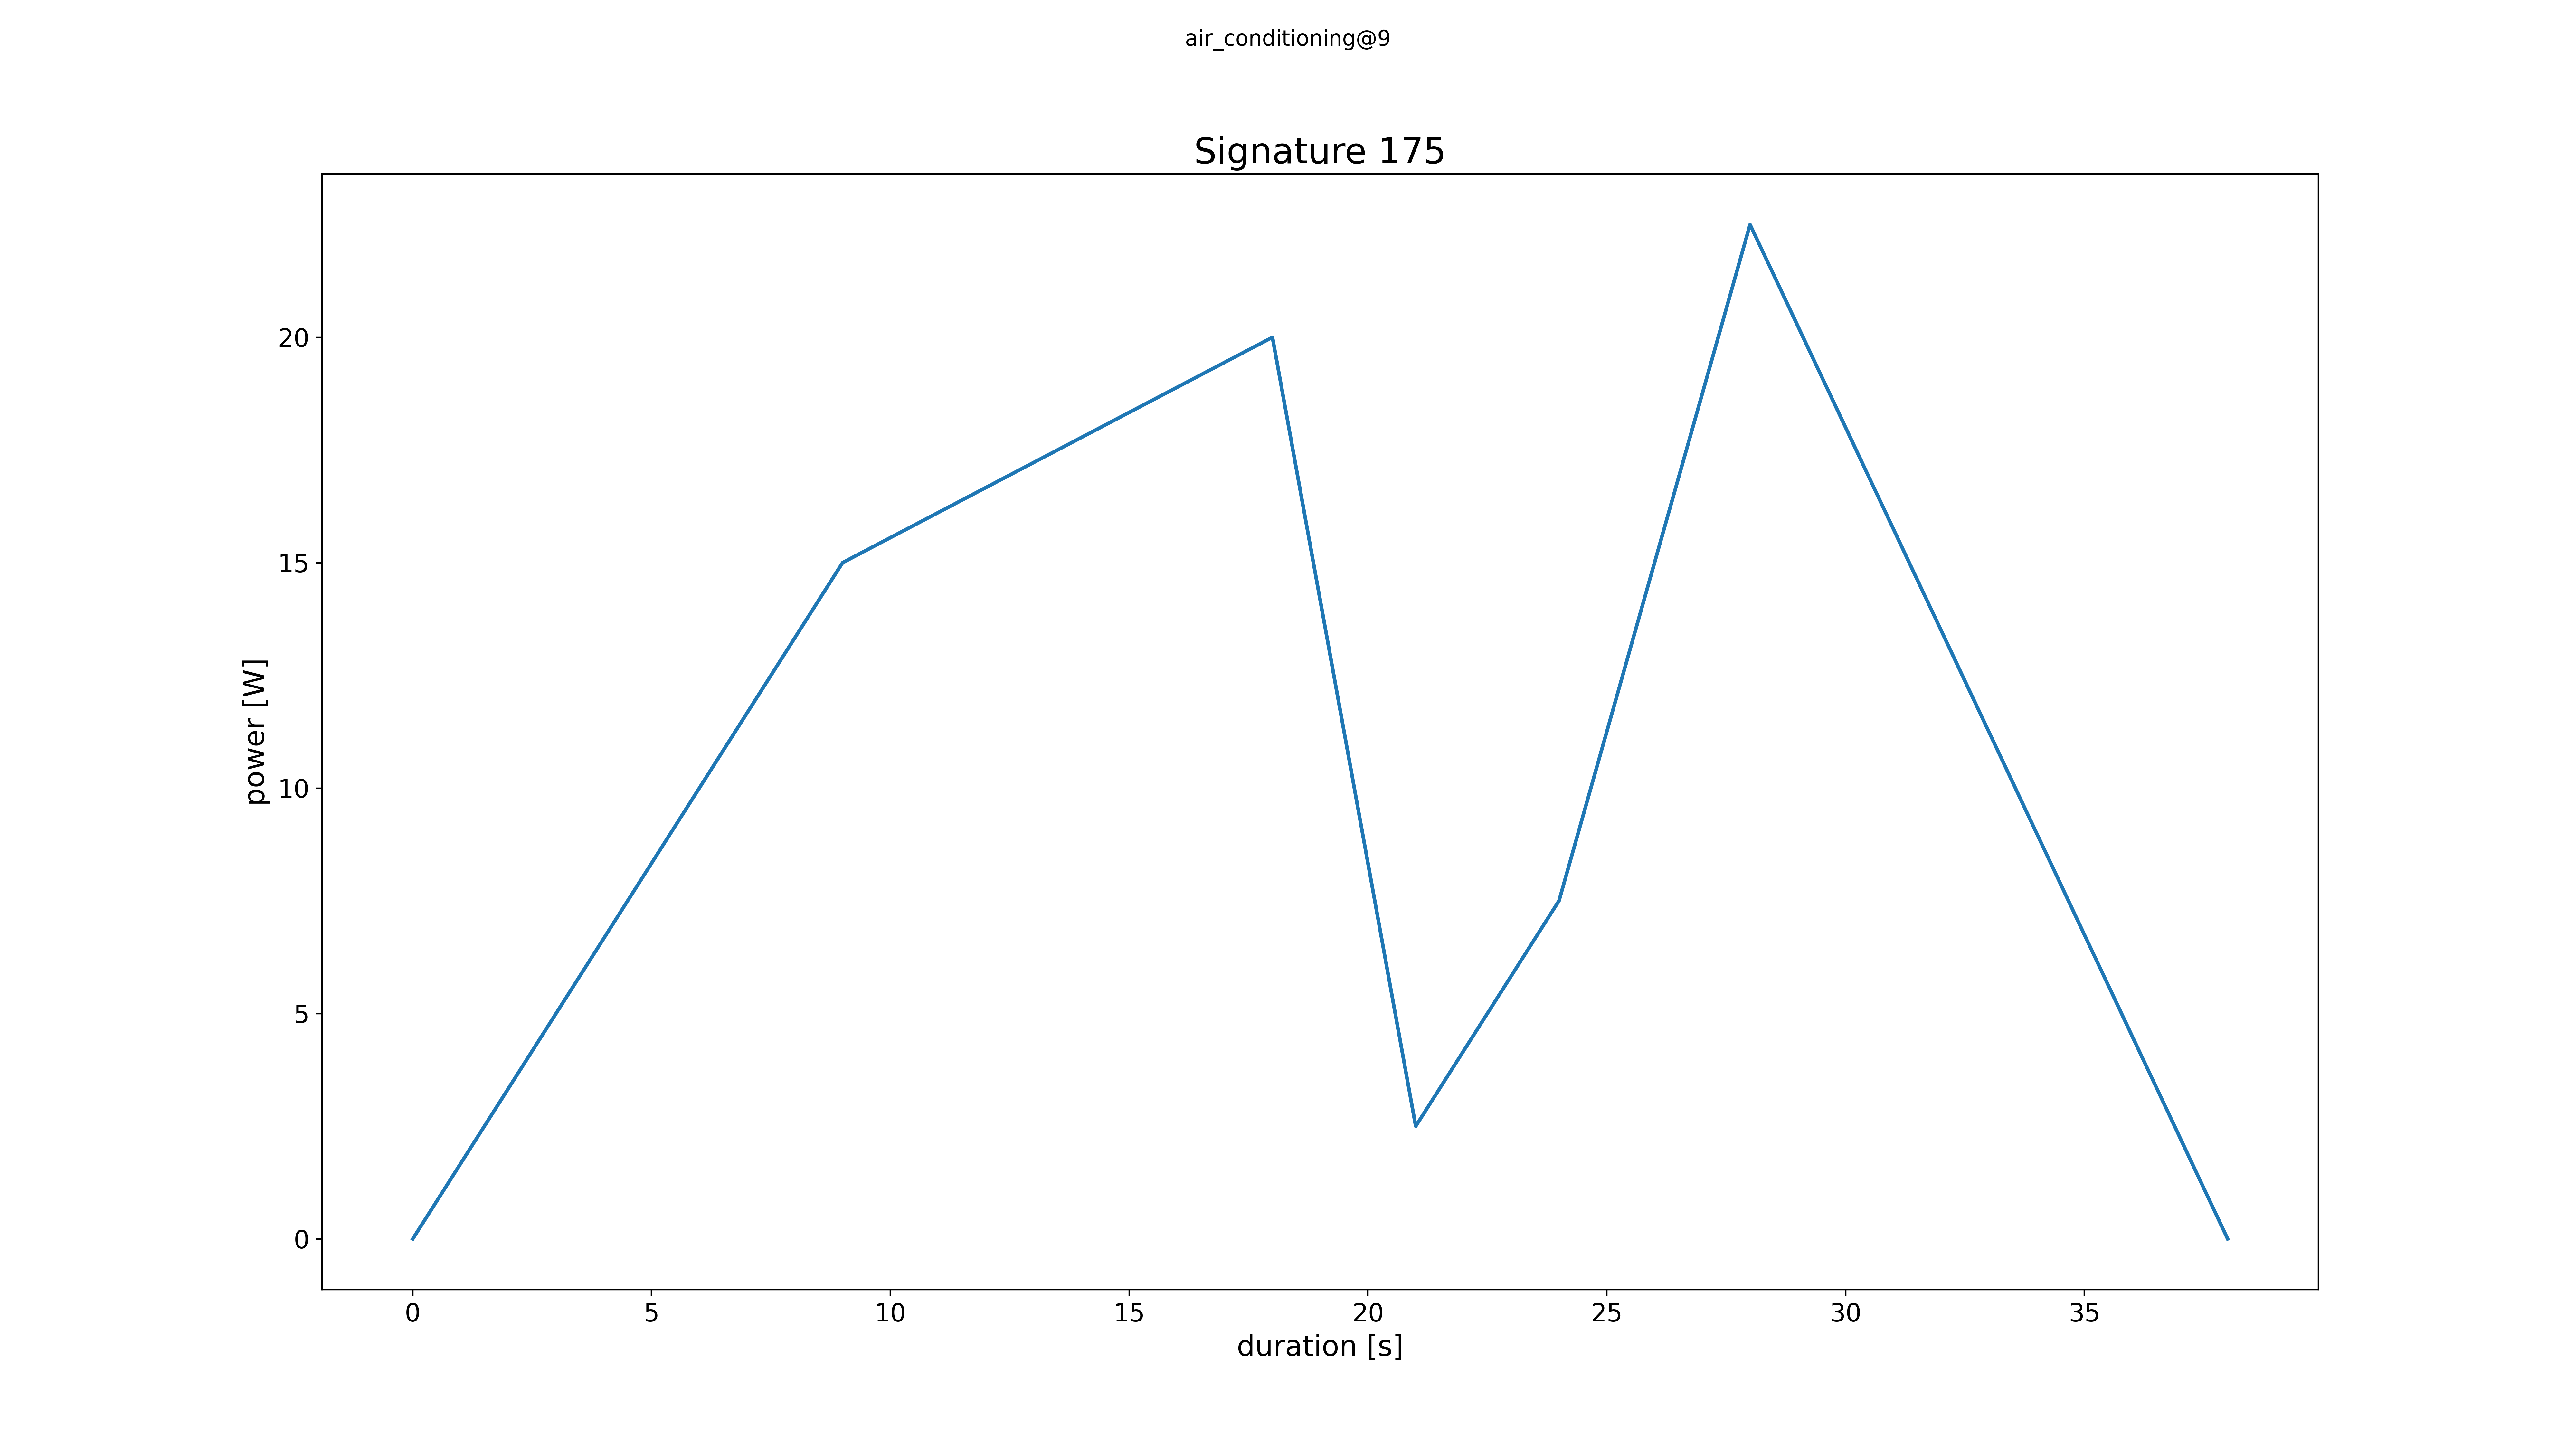 air_conditioning@9
Signature 175
power [W]
20
15
10
5
0
0 5 10 15 20 25 30 35
duration [s]